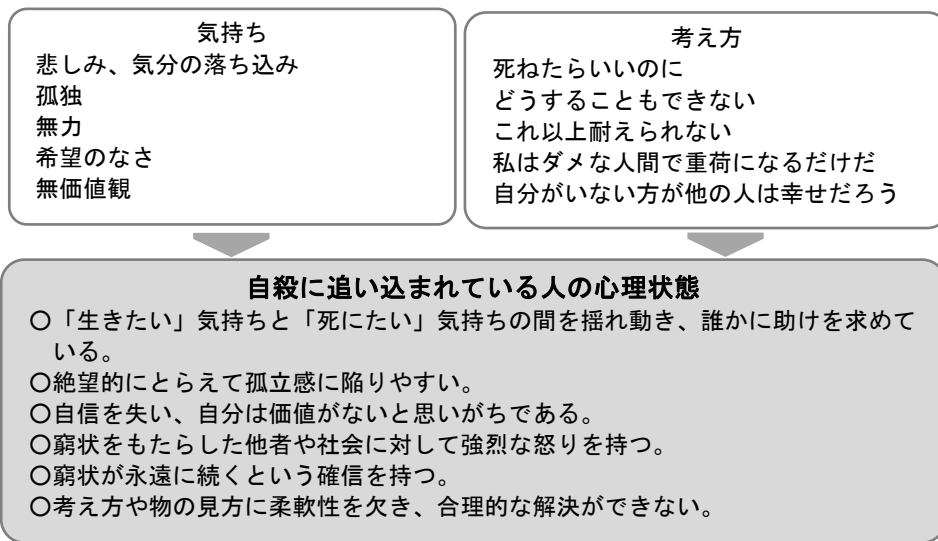 気持ち
悲しみ、気分の落ち込み
孤独
無力
希望のなさ
無価値観
考え方
死ねたらいいのに
どうすることもできない
これ以上耐えられない
私はダメな人間で重荷になるだけだ
自分がいない方が他の人は幸せだろう
自殺に追い込まれている人の心理状態
〇「生きたい」気持ちと「死にたい」気持ちの間を揺れ動き、誰かに助けを求めて
いる。
〇絶望的にとらえて孤立感に陥りやすい。
〇自信を失い、自分は価値がないと思いがちである。
〇窮状をもたらした他者や社会に対して強烈な怒りを持つ。
〇窮状が永遠に続くという確信を持つ。
〇考え方や物の見方に柔軟性を欠き、合理的な解決ができない。